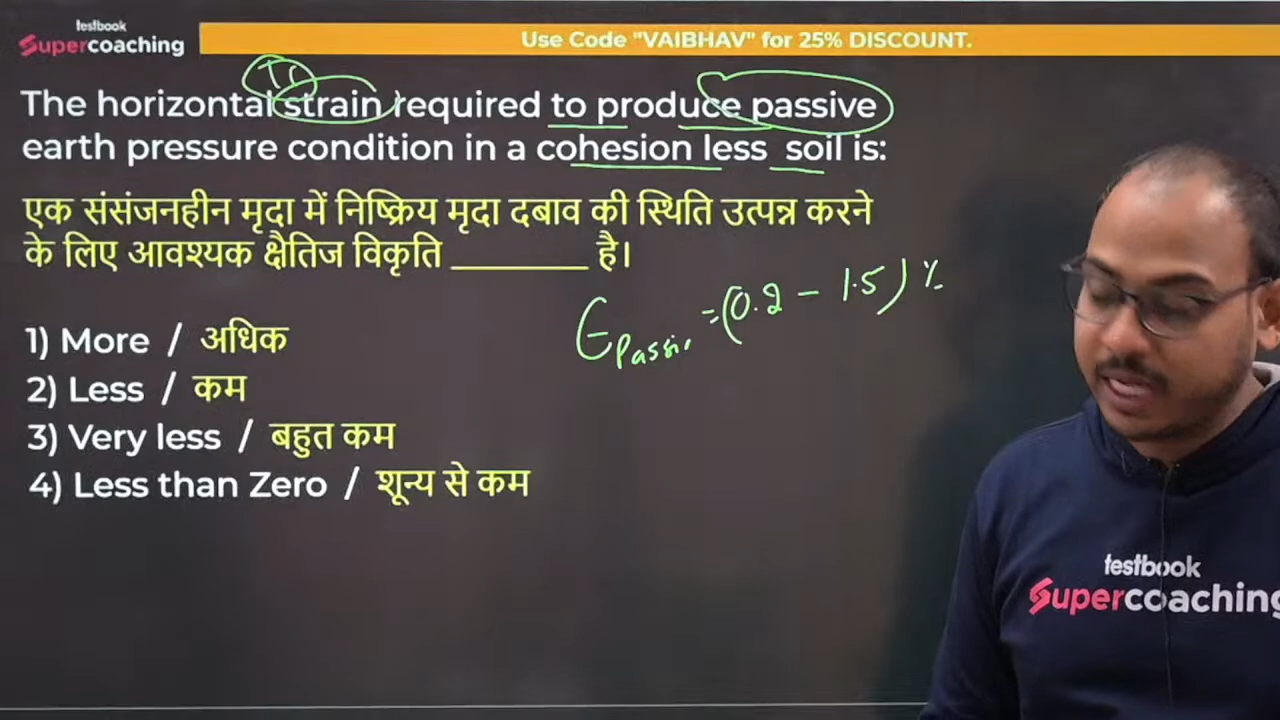 testbook
Supercoaching
Use Code "VAIBHAV" for 25% DISCOUNT.
The horizontal strain required to produce passive
earth pressure condition in a cohesion less soil is:
एक संसंजनहीन मृदा में निष्क्रिय मृदा दबाव की स्थिति उत्पन्न करने
के लिए आवश्यक क्षैतिज विकृति ________ है।
1) More / अधिक
2) Less / कम
3) Very less / बहुत कम
4) Less than Zero / शून्य से कम
= (0.2 - 1.5) %
testbook
Supercoaching